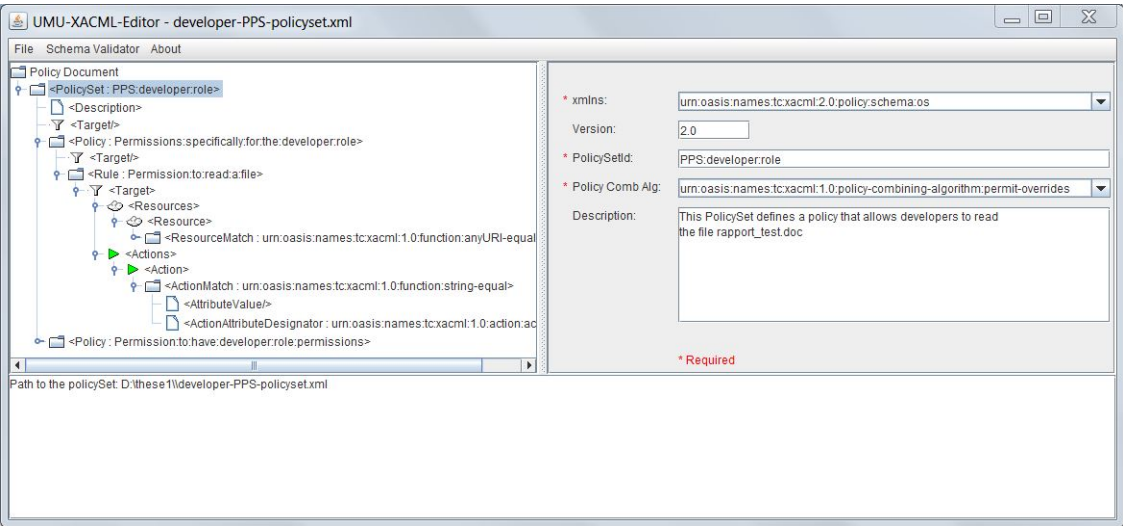 UMU-XACML-Editor - developer-PPS-policyset.xml
File Schema Validator About
Policy Document
<PolicySet : PPS:developer:role>
<Description>
<Target/>
<Policy : Permissions:specifically:for:the:developer:role>
<Target/>
<Rule : Permission:to:read:a:file>
<Target>
<Resources>
<Resource>
<ResourceMatch : urn:oasis:names:tc:xacml:1.0:function:anyURI-equal
<Actions>
<Action>
<ActionMatch : urn:oasis:names:tc:xacml:1.0:function:string-equal>
<AttributeValue/>
<ActionAttributeDesignator : urn:oasis:names:tc:xacml:1.0:action:ac
<Policy : Permission:to:have:developer:role:permissions>
* xmlns: urn:oasis:names:tc:xacml:2.0:policy:schema:os
Version: 2.0
* PolicySetId: PPS:developer:role
* Policy Comb Alg: urn:oasis:names:tc:xacml:1.0:policy-combining-algorithm:permit-overrides
Description: This PolicySet defines a policy that allows developers to read
the file rapport_test.doc
* Required
Path to the policySet: D:\these1\\developer-PPS-policyset.xml